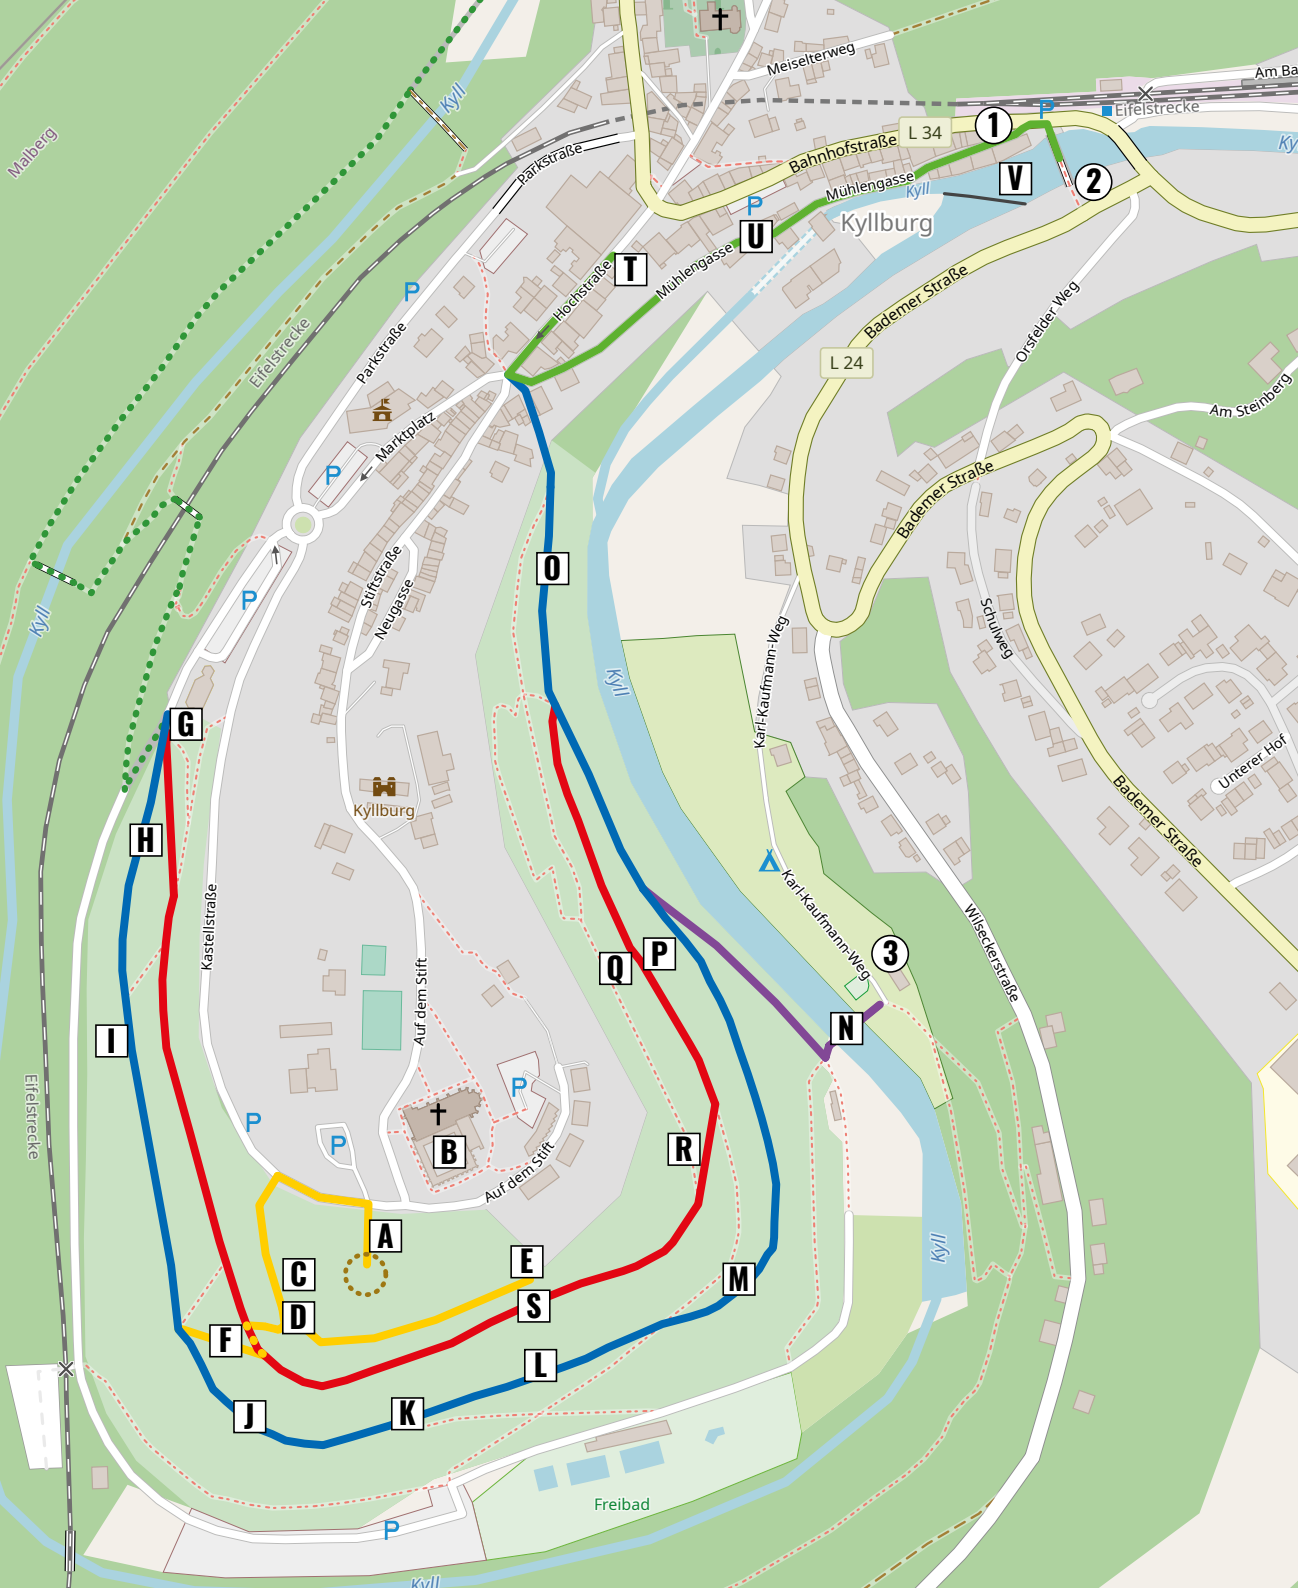 Meiselterweg
Am Ba
Kyll
P
Eifelstrecke
1
L 34
Bahnhofstraße
Ky
Malberg
Parkstraße
V
2
Mühlengasse
Kyll
P
U
Kyllburg
T
Mühlengasse
Hochstraße
P
Bademer Straße
Orsfelder Weg
Eifelstrecke
Parkstraße
L 24
Am Steinberg
Marktplatz
P
Bademer Straße
O
Stiftstraße
Neugasse
P
Kyll
Schulweg
Karl-Kaufmann-Weg
Kyll
G
Unterer Hof
Bademer Straße
Kyllburg
H
Karl-Kaufmann-Weg
Kastellstraße
Wilseckerstraße
3
P
Q
Auf dem Stift
I
N
Eifelstrecke
P
P
P
B
R
Auf dem Stift
A
Kyll
E
C
M
S
D
F
L
J
K
Freibad
P
Kyll